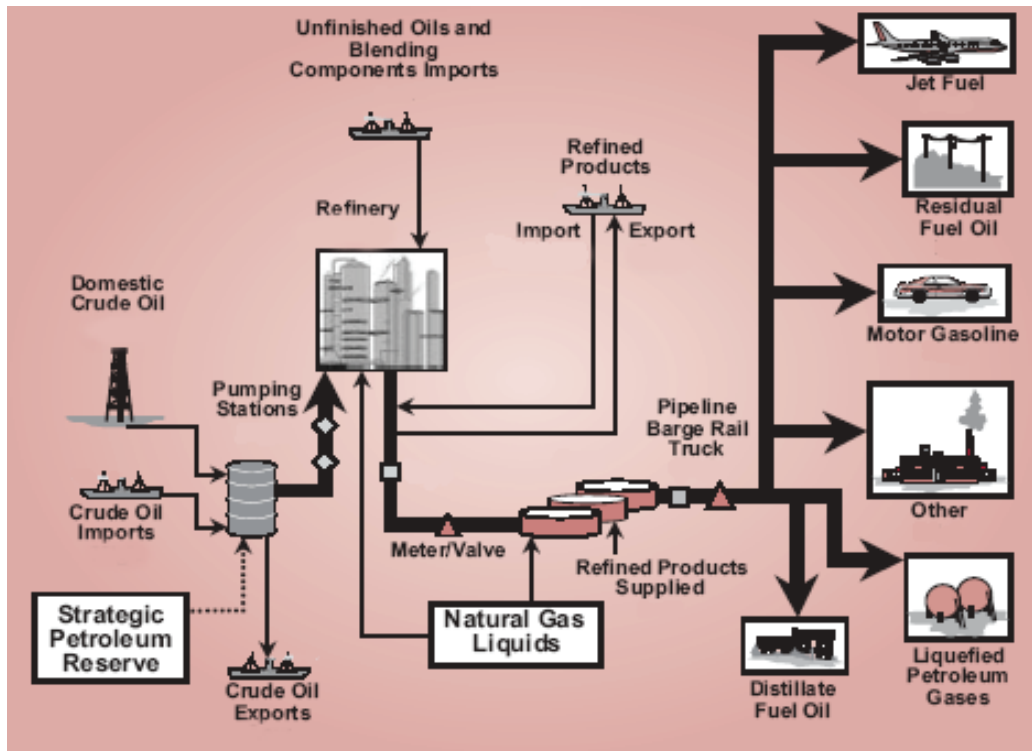 Unfinished Oils and
Blending
Components Imports
Refined
Products
Import
Export
Refinery
Domestic
Crude Oil
Pumping
Stations
Crude Oil
Imports
Strategic
Petroleum
Reserve
Crude Oil
Exports
Meter/Valve
Natural Gas
Liquids
Refined Products
Supplied
Pipeline
Barge Rail
Truck
Jet Fuel
Residual
Fuel Oil
Motor Gasoline
Other
Liquefied
Petroleum
Gases
Distillate
Fuel Oil